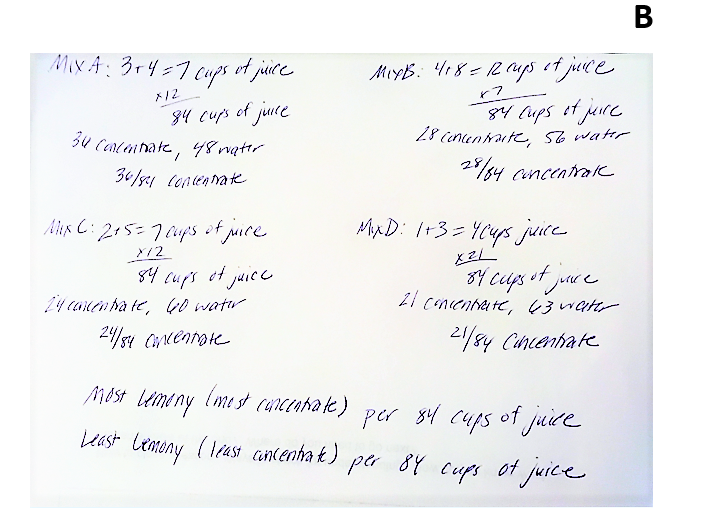 B
Mix A: 3+4=7 cups of juice
x12
84 cups of juice
36 concentrate, 48 water
36/84 concentrate
Mix B: 4+8=12 cups of juice
x7
84 cups of juice
28 concentrate, 56 water
28/84 concentrate
Mix C: 2+5=7 cups of juice
x12
84 cups of juice
24 concentrate, 60 water
24/84 concentrate
Mix D: 1+3=4 cups juice
x21
84 cups of juice
21 concentrate, 63 water
21/84 concentrate
Most lemony (most concentrate) per 84 cups of juice
Least lemony (least concentrate) per 84 cups of juice